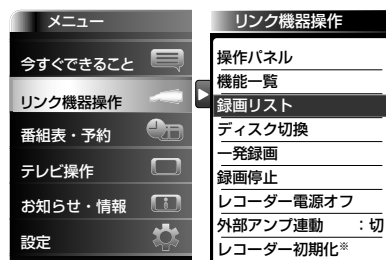 メニュー
今すぐできること
リンク機器操作
番組表・予約
テレビ操作
お知らせ・情報
設定
リンク機器操作
操作パネル
機能一覧
録画リスト
ディスク切換
一発録画
録画停止
レコーダー電源オフ
外部アンプ連動 ：切
レコーダー初期化※